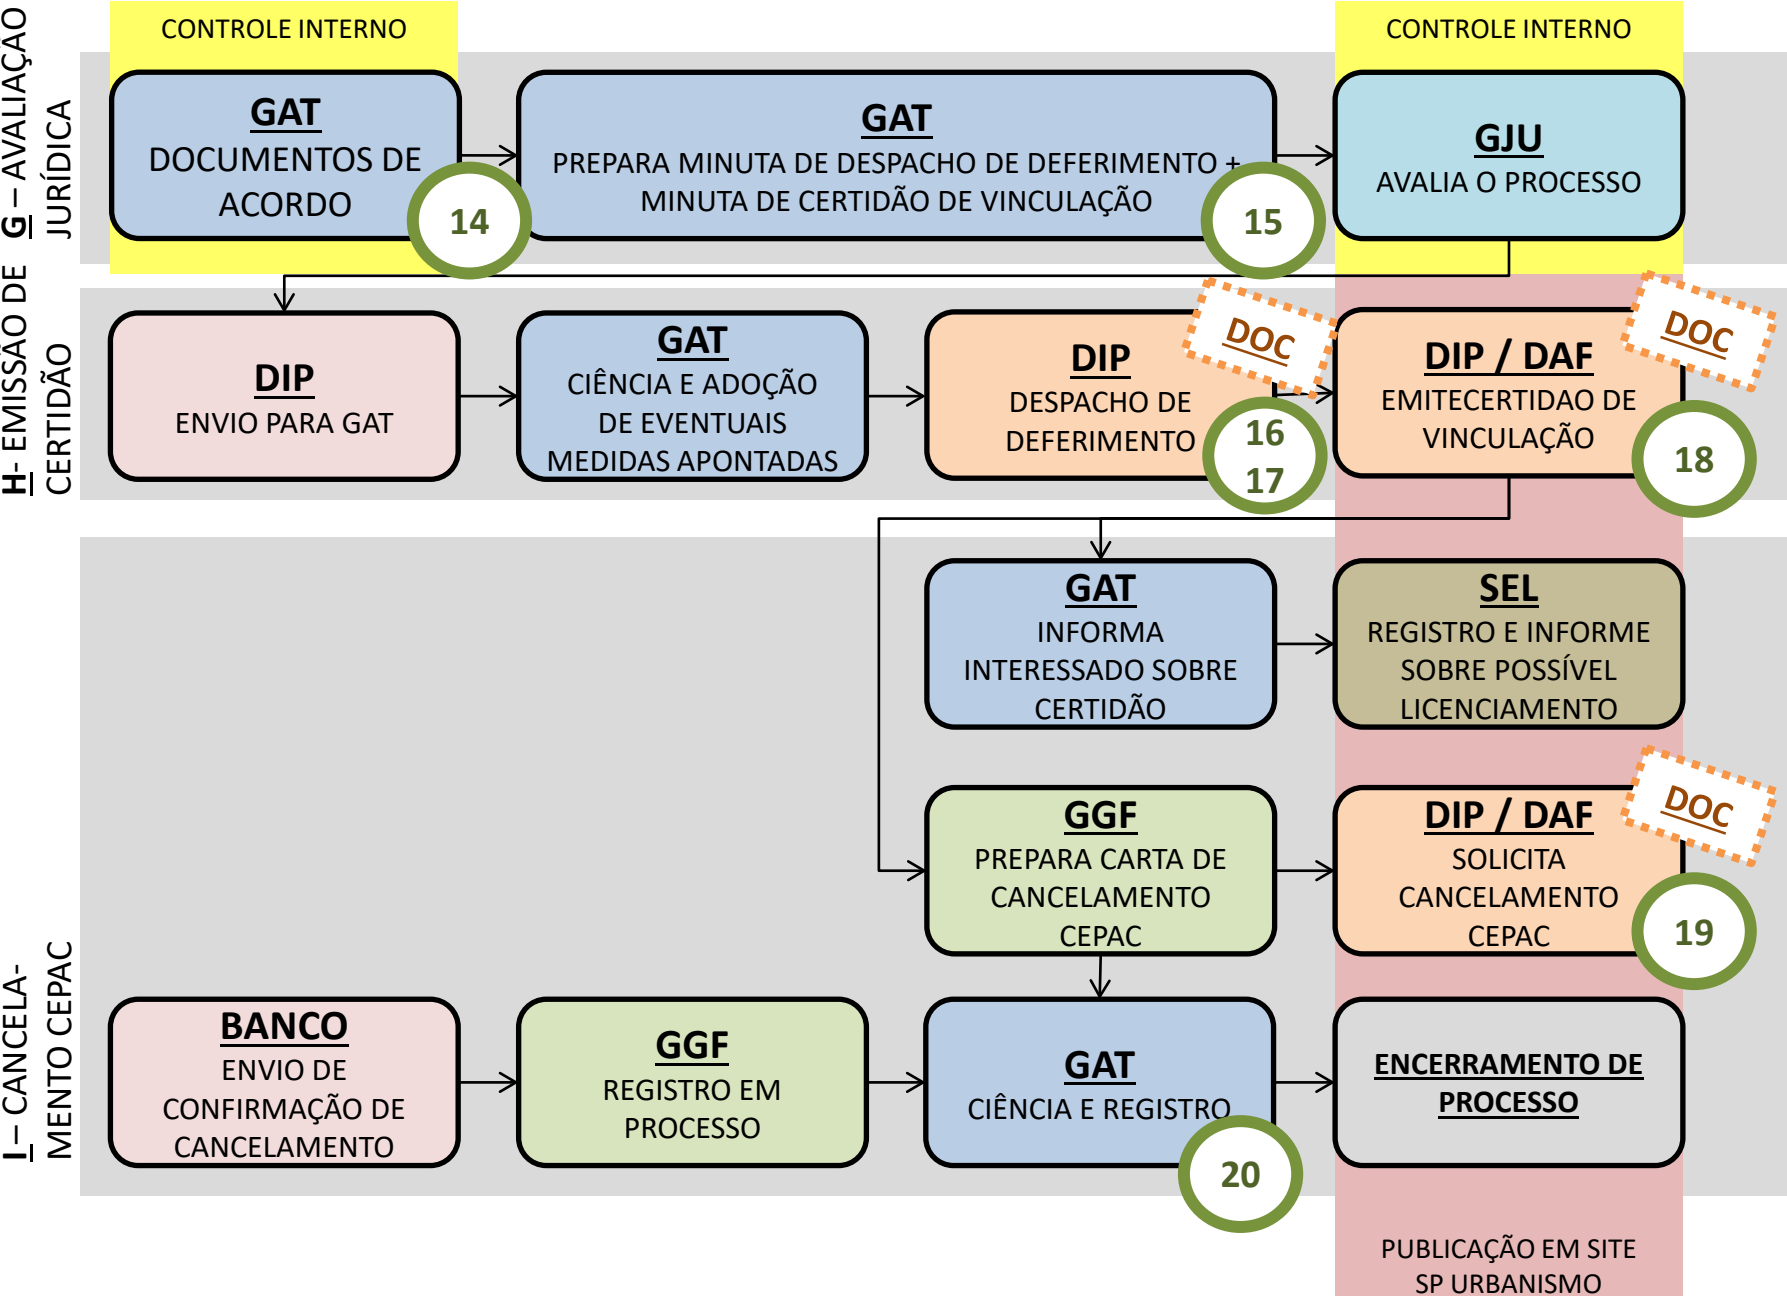 CONTROLE INTERNO
CONTROLE INTERNO
G – AVALIAÇÃO
JURÍDICA
GAT
DOCUMENTOS DE
ACORDO
14
GAT
PREPARA MINUTA DE DESPACHO DE DEFERIMENTO +
MINUTA DE CERTIDÃO DE VINCULAÇÃO
15
GJU
AVALIA O PROCESSO
H- EMISSÃO DE
CERTIDÃO
DIP
ENVIO PARA GAT
GAT
CIÊNCIA E ADOÇÃO
DE EVENTUAIS
MEDIDAS APONTADAS
DIP
DESPACHO DE
DEFERIMENTO
DOC
16
17
DIP / DAF
EMITECERTIDAO DE
VINCULAÇÃO
DOC
18
GAT
INFORMA
INTERESSADO SOBRE
CERTIDÃO
SEL
REGISTRO E INFORME
SOBRE POSSÍVEL
LICENCIAMENTO
GGF
PREPARA CARTA DE
CANCELAMENTO
CEPAC
DIP / DAF
SOLICITA
CANCELAMENTO
CEPAC
DOC
19
I – CANCELA-
MENTO CEPAC
BANCO
ENVIO DE
CONFIRMAÇÃO DE
CANCELAMENTO
GGF
REGISTRO EM
PROCESSO
GAT
CIÊNCIA E REGISTRO
20
ENCERRAMENTO DE
PROCESSO
PUBLICAÇÃO EM SITE
SP URBANISMO